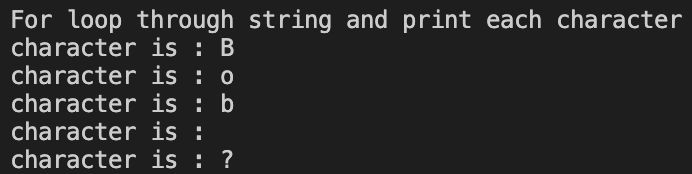 For loop through string and print each character
character is : B
character is : o
character is : b
character is :
character is : ?